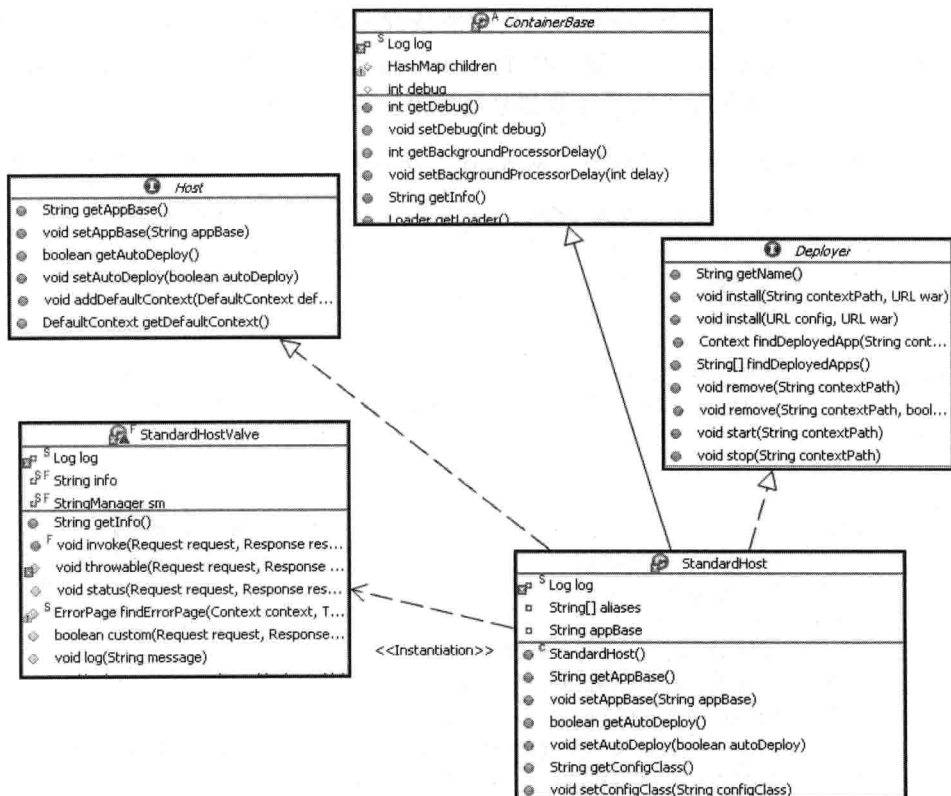 A ContainerBase
S Log log
HashMap children
int debug
int getDebug()
void setDebug(int debug)
int getBackgroundProcessorDelay()
void setBackgroundProcessorDelay(int delay)
String getInfo()
Loader getLoader()
I Host
String getAppBase()
void setAppBase(String appBase)
boolean getAutoDeploy()
void setAutoDeploy(boolean autoDeploy)
void addDefaultContext(DefaultContext def...
DefaultContext getDefaultContext()
I Deployer
String getName()
void install(String contextPath, URL war)
void install(URL config, URL war)
Context findDeployedApp(String cont...
String[] findDeployedApps()
void remove(String contextPath)
void remove(String contextPath, bool...
void start(String contextPath)
void stop(String contextPath)
F StandardHostValve
S Log log
S F String info
S F StringManager sm
String getInfo()
F void invoke(Request request, Response res...
void throwable(Request request, Response ...
void status(Request request, Response res...
S ErrorPage findErrorPage(Context context, T...
boolean custom(Request request, Response...
void log(String message)
<<Instantiation>>
StandardHost
S Log log
String[] aliases
String appBase
C StandardHost()
String getAppBase()
void setAppBase(String appBase)
boolean getAutoDeploy()
void setAutoDeploy(boolean autoDeploy)
String getConfigClass()
void setConfigClass(String configClass)